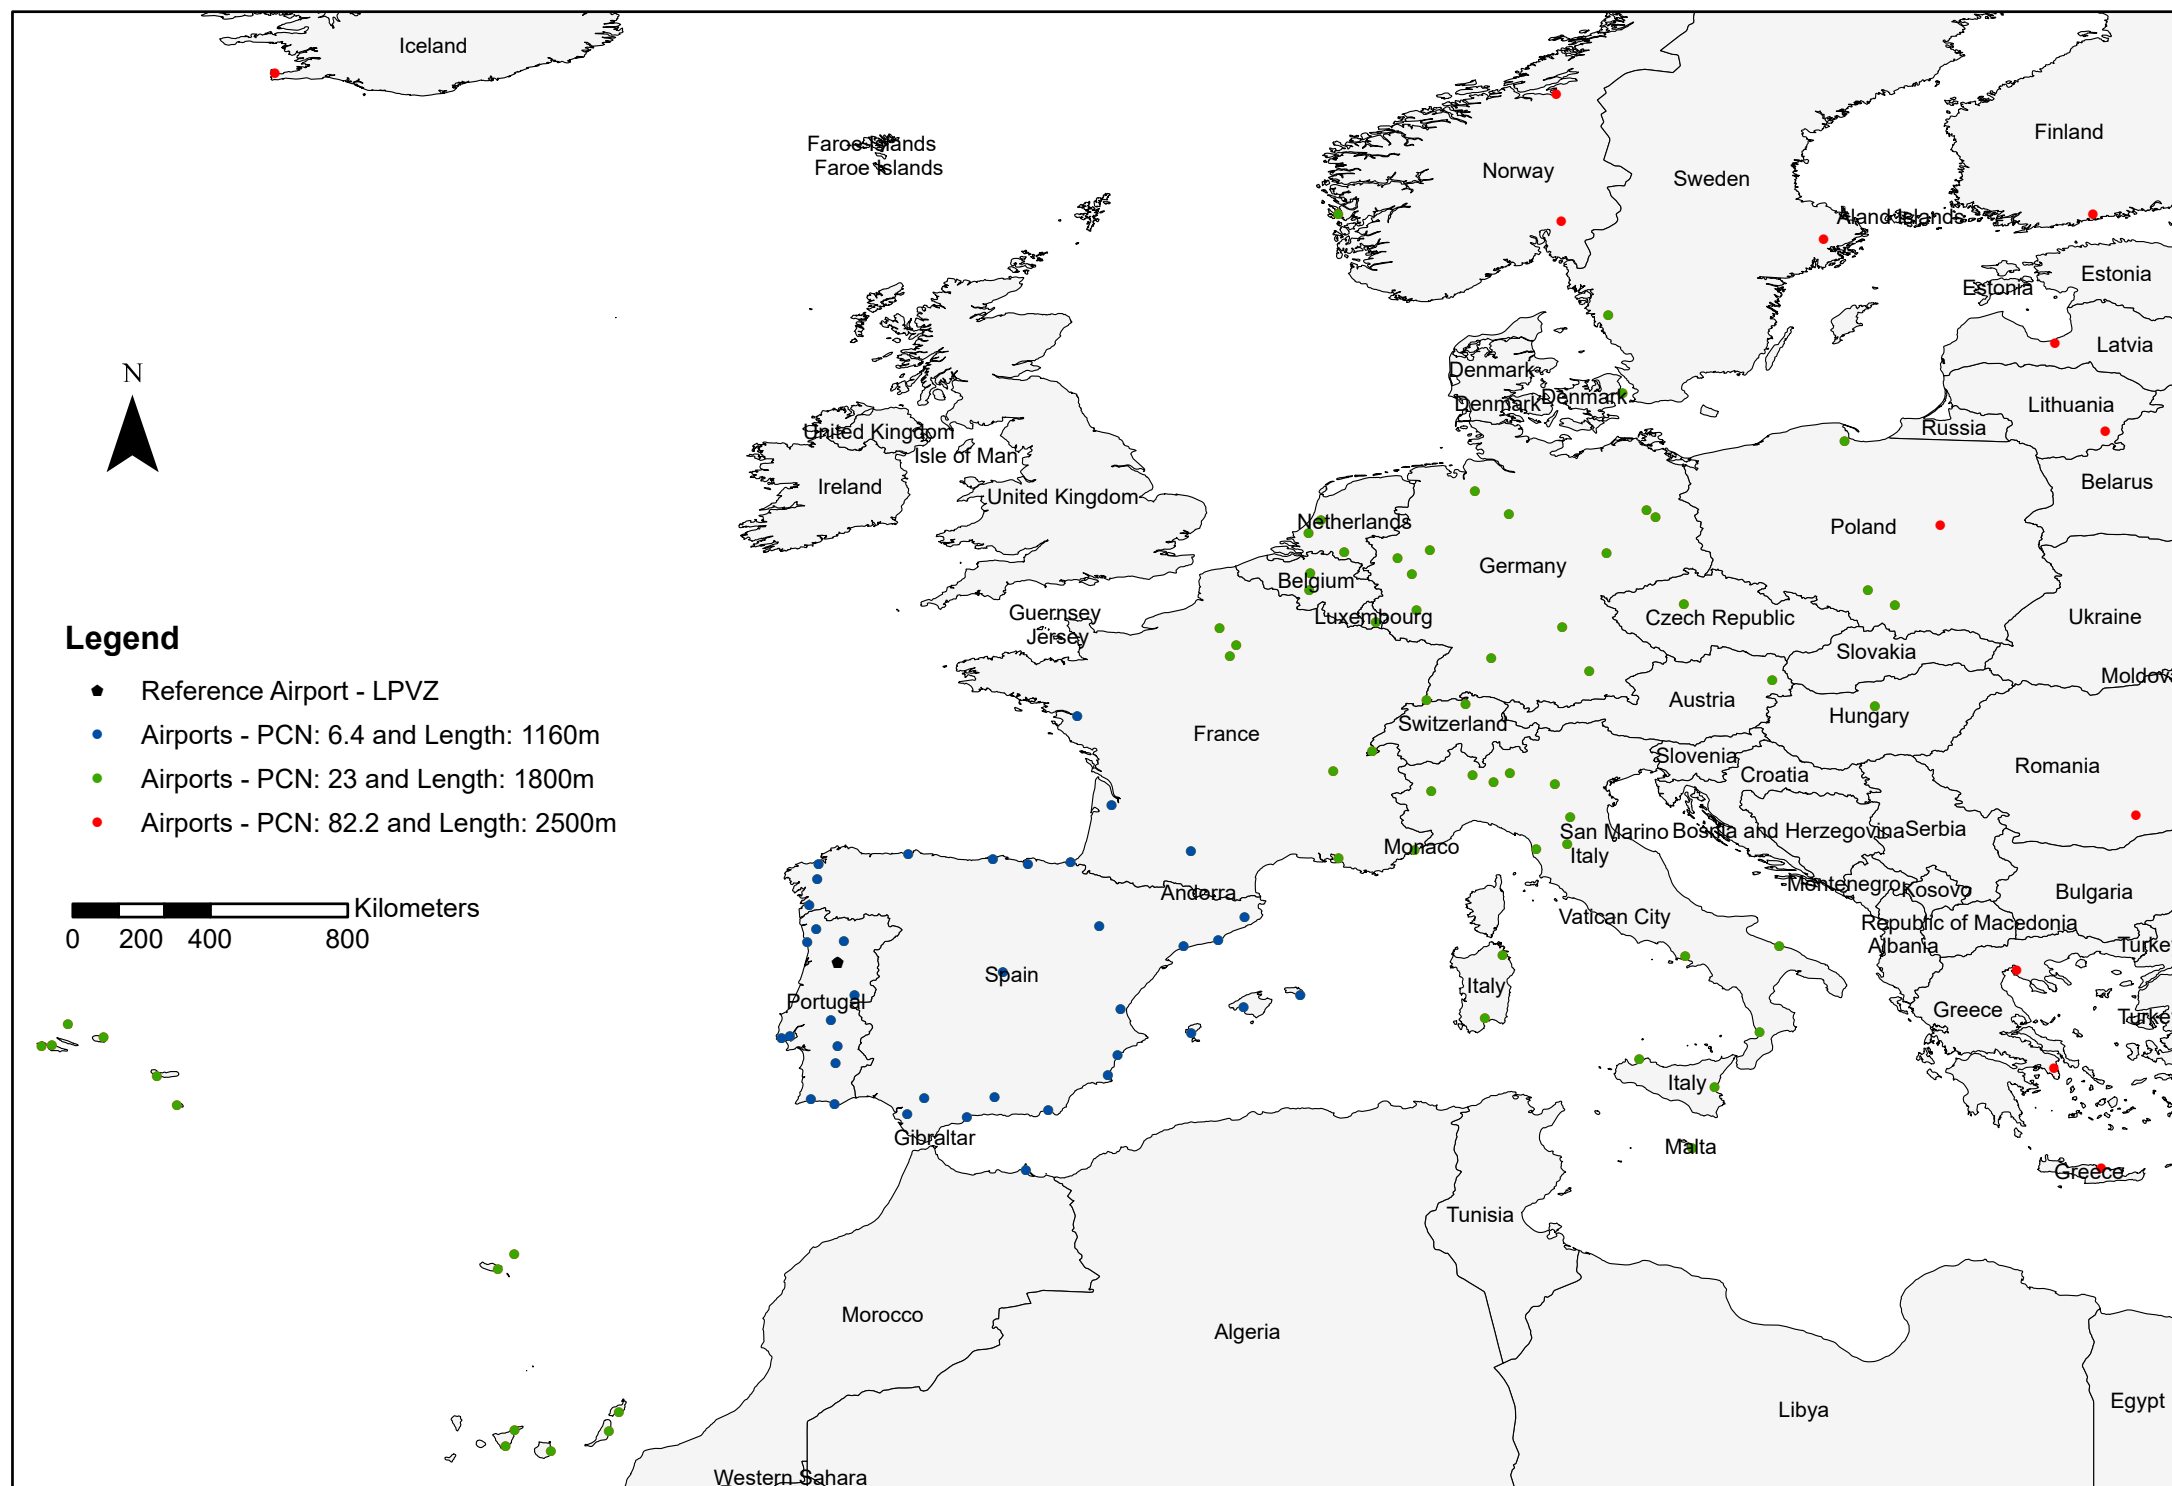 Iceland
Faroe Islands
Faroe Islands
Norway
Sweden
Finland
Aland Islands
Estonia
Estonia
Latvia
Lithuania
Russia
Belarus
Denmark
Denmark
Denmark
N
United Kingdom
Isle of Man
Ireland
United Kingdom
Netherlands
Poland
Germany
Belgium
Luxembourg
Czech Republic
Ukraine
Guernsey
Jersey
Slovakia
Moldova
Austria
Hungary
Switzerland
France
Slovenia
Croatia
Romania
San Marino
Bosnia and Herzegovina
Serbia
Monaco
Italy
Andorra
Montenegro
Kosovo
Bulgaria
Vatican City
Republic of Macedonia
Albania
Turke
Spain
Italy
Portugal
Greece
Turke
Italy
Gibraltar
Malta
Greece
Tunisia
Morocco
Algeria
Libya
Egypt
Western Sahara
Legend
Reference Airport - LPVZ
Airports - PCN: 6.4 and Length: 1160m
Airports - PCN: 23 and Length: 1800m
Airports - PCN: 82.2 and Length: 2500m
Kilometers
0 200 400 800